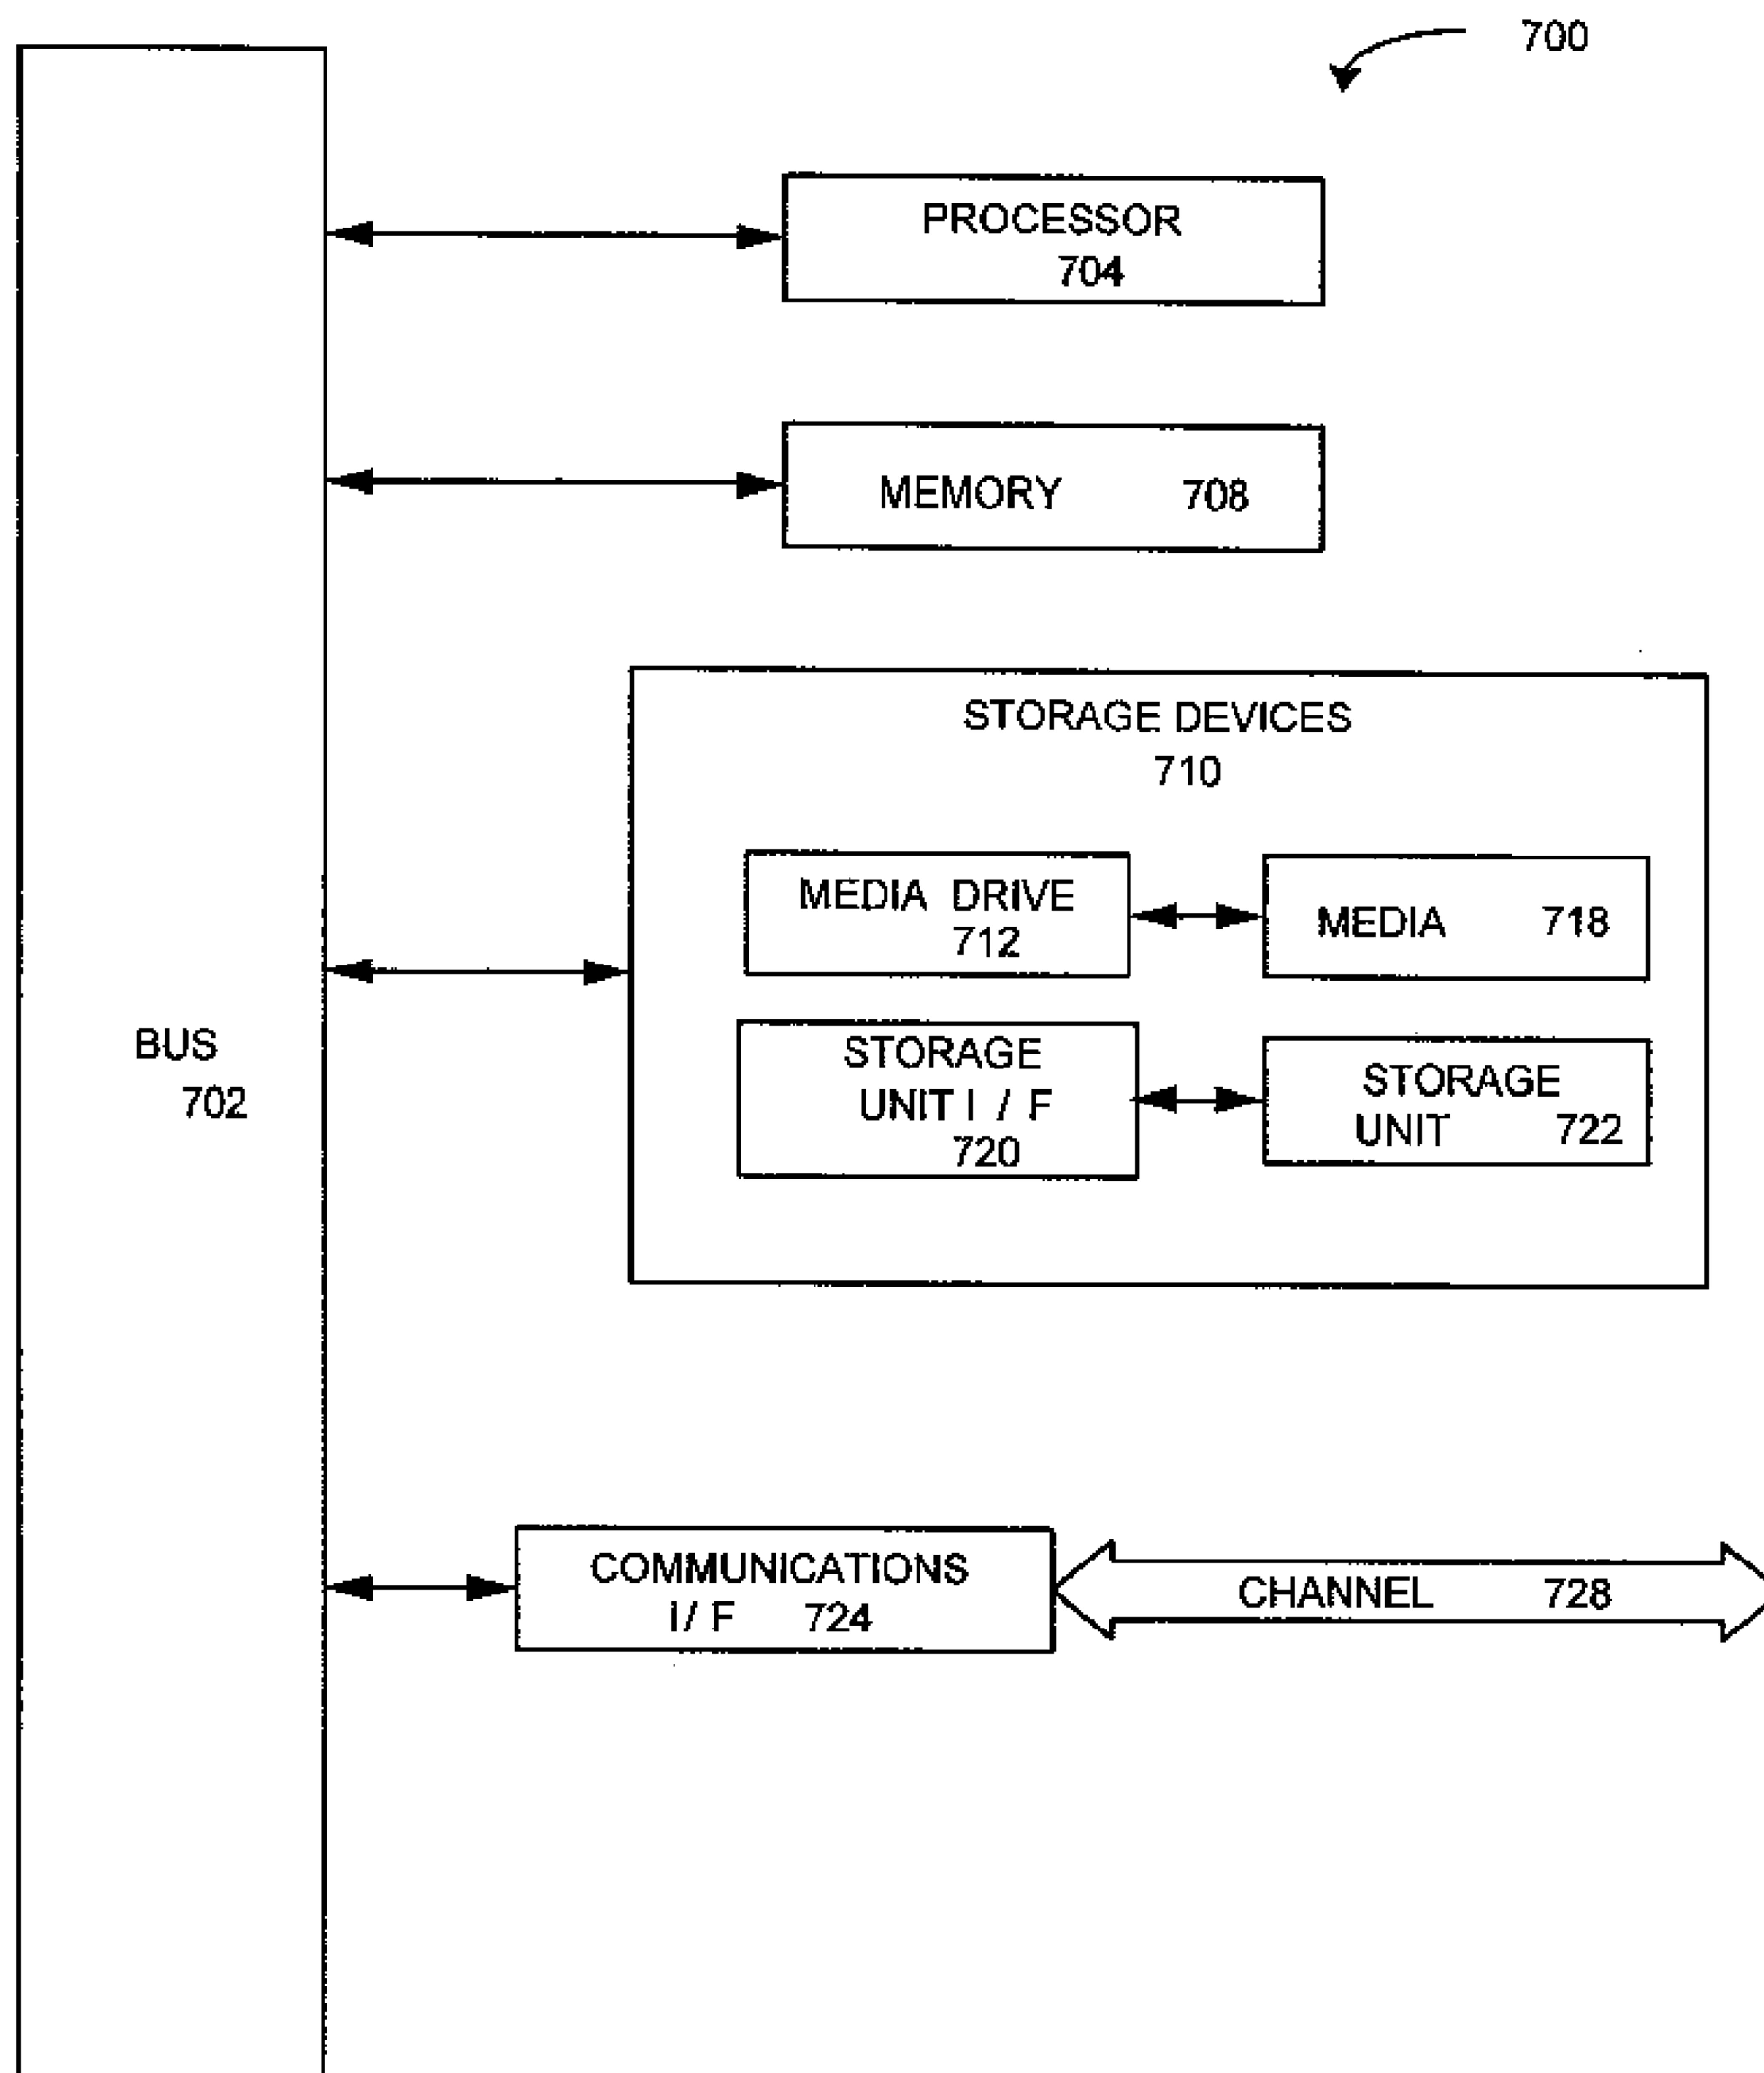 700
PROCESSOR
704
MEMORY 708
STORAGE DEVICES
710
MEDIA DRIVE
712
MEDIA 718
STORAGE
UNIT I / F
720
STORAGE
UNIT 722
BUS
702
COMMUNICATIONS
I / F 724
CHANNEL 728